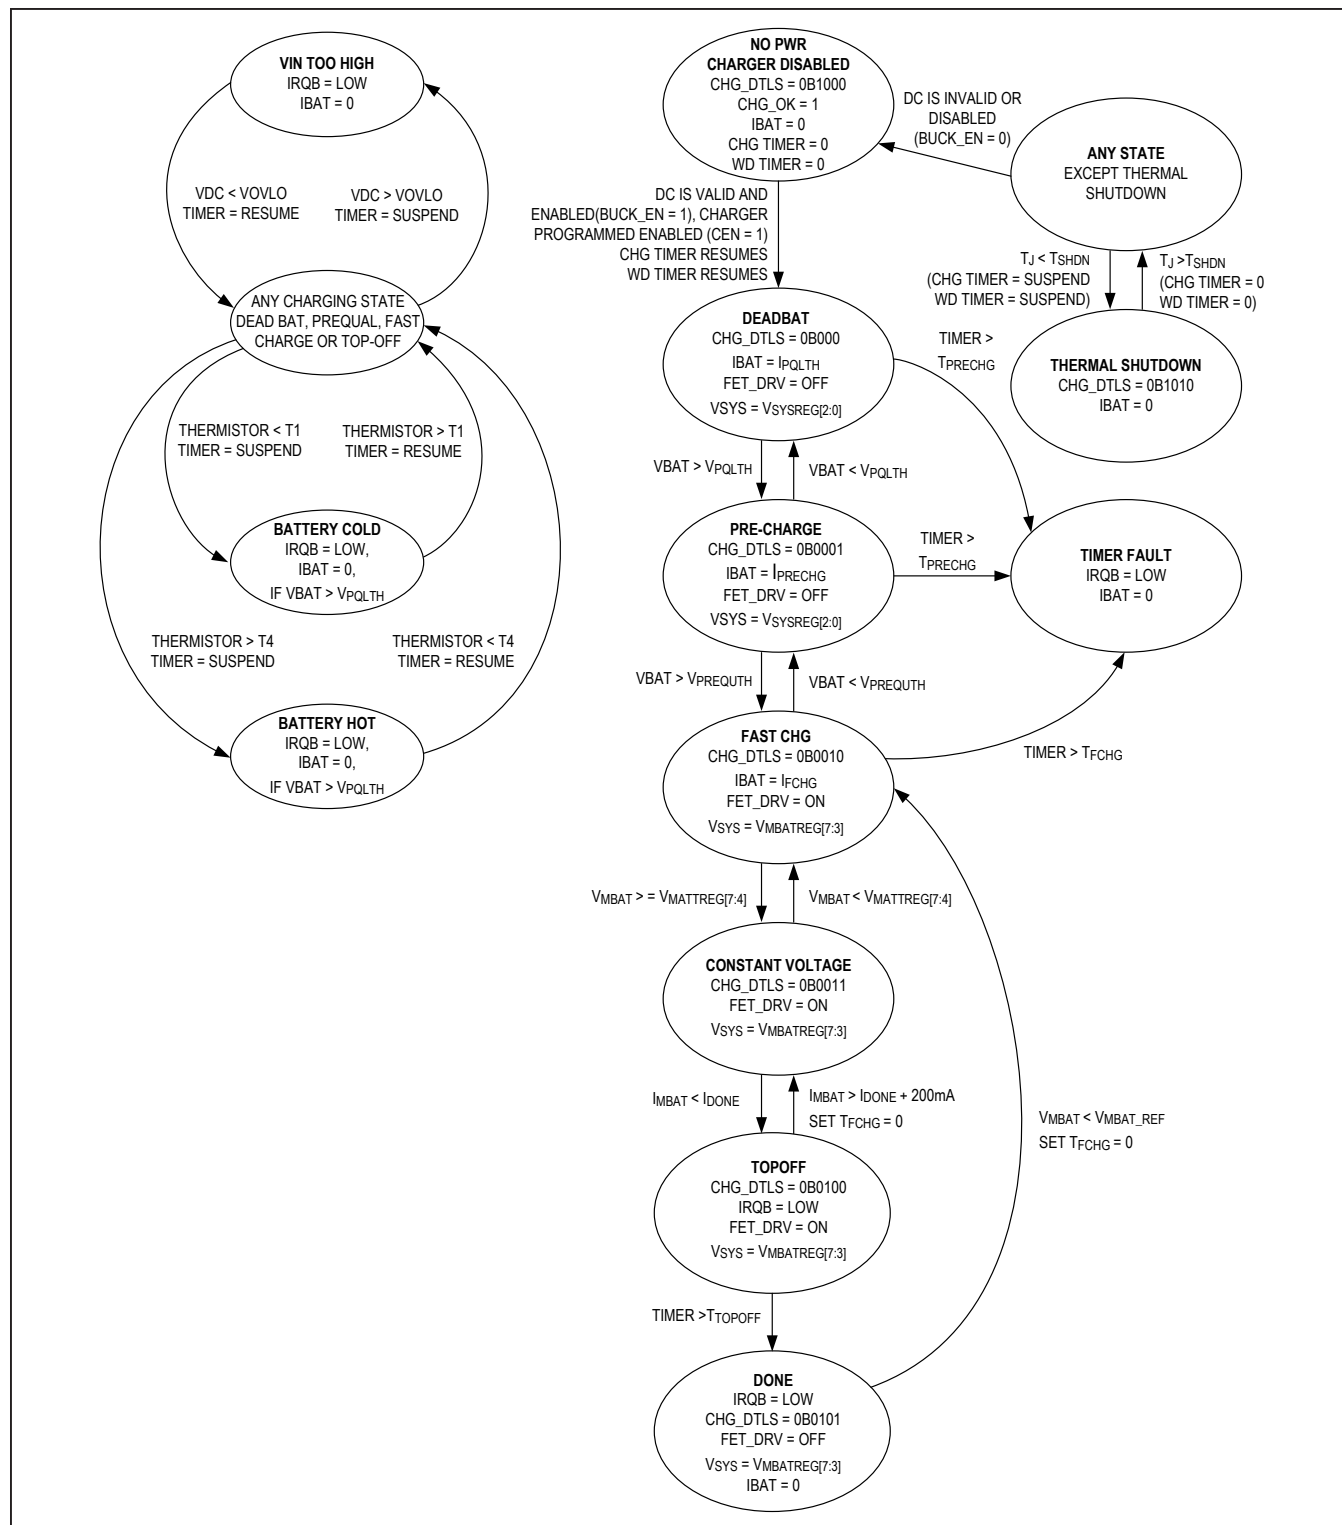 VIN TOO HIGH
IRQB = LOW
IBAT = 0
VDC < VOVLO
TIMER = RESUME
VDC > VOVLO
TIMER = SUSPEND
ANY CHARGING STATE
DEAD BAT, PREQUAL, FAST
CHARGE OR TOP-OFF
THERMISTOR < T1
TIMER = SUSPEND
THERMISTOR > T1
TIMER = RESUME
BATTERY COLD
IRQB = LOW,
IBAT = 0,
IF VBAT > VPQLTH
THERMISTOR > T4
TIMER = SUSPEND
THERMISTOR < T4
TIMER = RESUME
BATTERY HOT
IRQB = LOW,
IBAT = 0,
IF VBAT > VPQLTH
NO PWR
CHARGER DISABLED
CHG_DTLS = 0B1000
CHG_OK = 1
IBAT = 0
CHG TIMER = 0
WD TIMER = 0
DC IS INVALID OR
DISABLED
(BUCK_EN = 0)
ANY STATE
EXCEPT THERMAL
SHUTDOWN
DC IS VALID AND
ENABLED(BUCK_EN = 1), CHARGER
PROGRAMMED ENABLED (CEN = 1)
CHG TIMER RESUMES
WD TIMER RESUMES
TJ < TSHDN
(CHG TIMER = SUSPEND
WD TIMER = SUSPEND)
TJ >TSHDN
(CHG TIMER = 0
WD TIMER = 0)
DEADBAT
CHG_DTLS = 0B000
IBAT = IPQLTH
FET_DRV = OFF
VSYS = VSYSREG[2:0]
TIMER >
TPRECHG
THERMAL SHUTDOWN
CHG_DTLS = 0B1010
IBAT = 0
VBAT > VPQLTH
VBAT < VPQLTH
PRE-CHARGE
CHG_DTLS = 0B0001
IBAT = IPRECHG
FET_DRV = OFF
VSYS = VSYSREG[2:0]
TIMER >
TPRECHG
TIMER FAULT
IRQB = LOW
IBAT = 0
VBAT > VPREQUTH
VBAT < VPREQUTH
FAST CHG
CHG_DTLS = 0B0010
IBAT = IFCHG
FET_DRV = ON
VSYS = VMBATREG[7:3]
TIMER > TFCHG
VMBAT > = VMATTREG[7:4]
VMBAT < VMATTREG[7:4]
CONSTANT VOLTAGE
CHG_DTLS = 0B0011
FET_DRV = ON
VSYS = VMBATREG[7:3]
IMBAT < IDONE
IMBAT > IDONE + 200mA
SET TFCHG = 0
VMBAT < VMBAT_REF
SET TFCHG = 0
TOPOFF
CHG_DTLS = 0B0100
IRQB = LOW
FET_DRV = ON
VSYS = VMBATREG[7:3]
TIMER >TTOPOFF
DONE
IRQB = LOW
CHG_DTLS = 0B0101
FET_DRV = OFF
VSYS = VMBATREG[7:3]
IBAT = 0